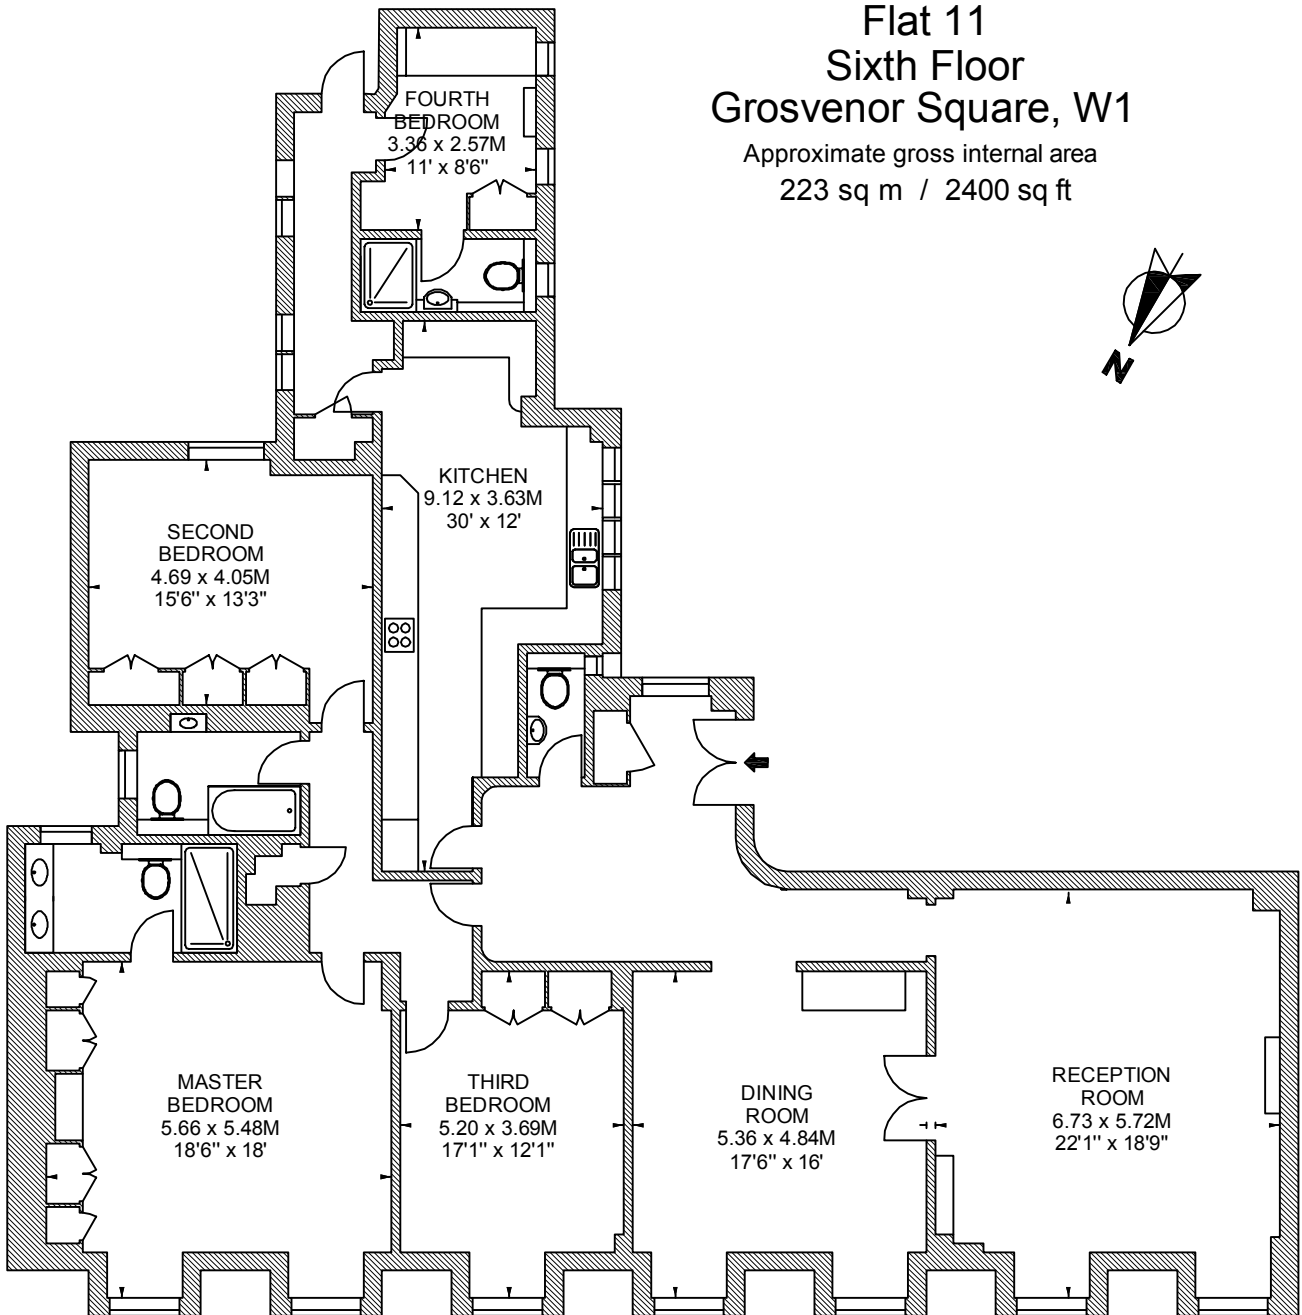 Flat 11
Sixth Floor
Grosvenor Square, W1
Approximate gross internal area
223 sq m / 2400 sq ft
FOURTH
BEDROOM
3.36 x 2.57M
11' x 8'6"
N
KITCHEN
9.12 x 3.63M
30' x 12'
SECOND
BEDROOM
4.69 x 4.05M
15'6" x 13'3"
MASTER
BEDROOM
5.66 x 5.48M
18'6" x 18'
THIRD
BEDROOM
5.20 x 3.69M
17'1" x 12'1"
DINING
ROOM
5.36 x 4.84M
17'6" x 16'
RECEPTION
ROOM
6.73 x 5.72M
22'1" x 18'9"